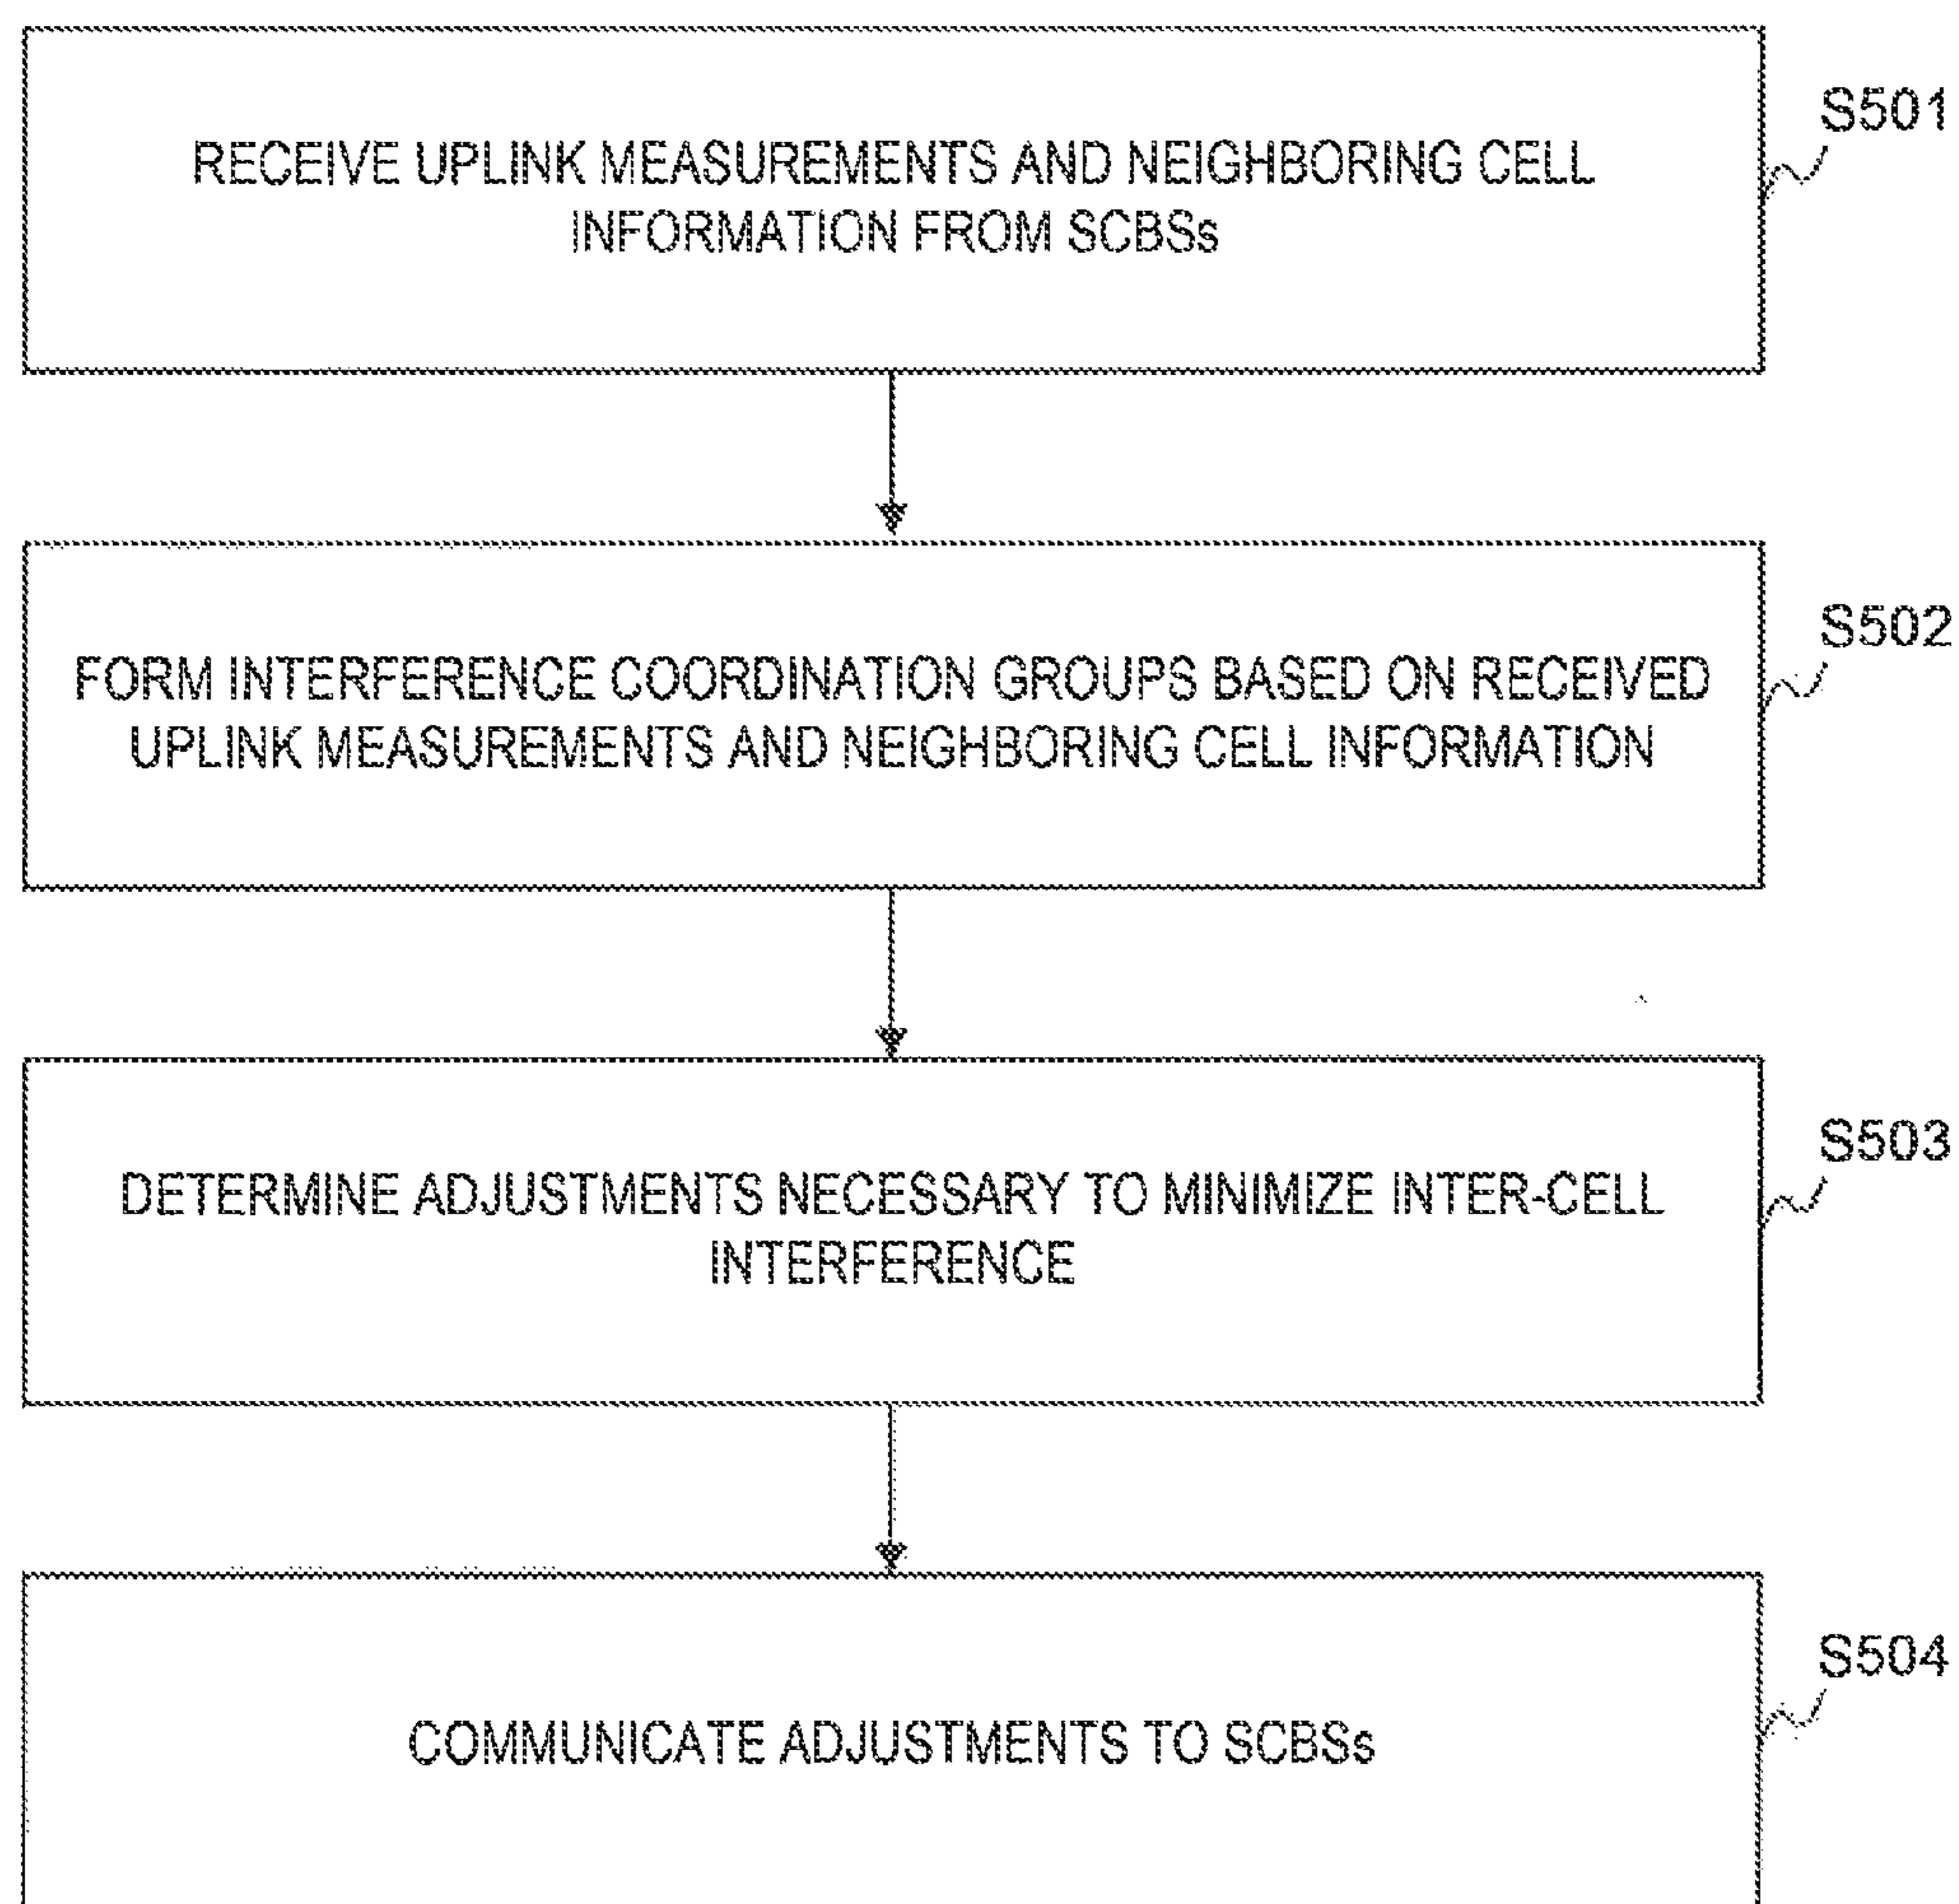 S501
RECEIVE UPLINK MEASUREMENTS AND NEIGHBORING CELL
INFORMATION FROM SCBSs
S502
FORM INTERFERENCE COORDINATION GROUPS BASED ON RECEIVED
UPLINK MEASUREMENTS AND NEIGHBORING CELL INFORMATION
S503
DETERMINE ADJUSTMENTS NECESSARY TO MINIMIZE INTER-CELL
INTERFERENCE
S504
COMMUNICATE ADJUSTMENTS TO SCBSs